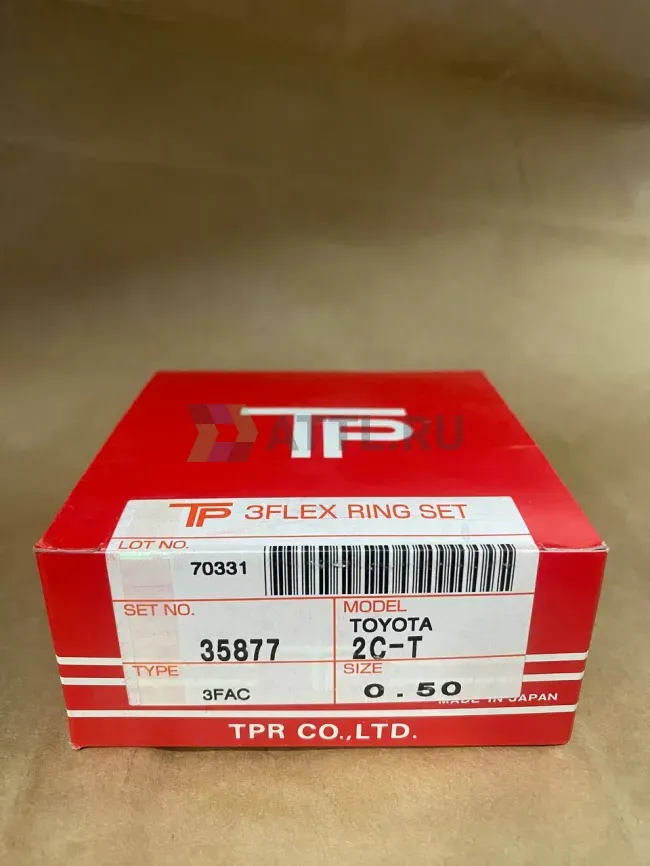 TP
ATTL.RU
TP 3FLEX RING SET
LOT NO.
70331
SET NO.
35877
MODEL
TOYOTA
2C-T
TYPE
3FAC
SIZE
0.50
MADE IN JAPAN
TPR CO.,LTD.